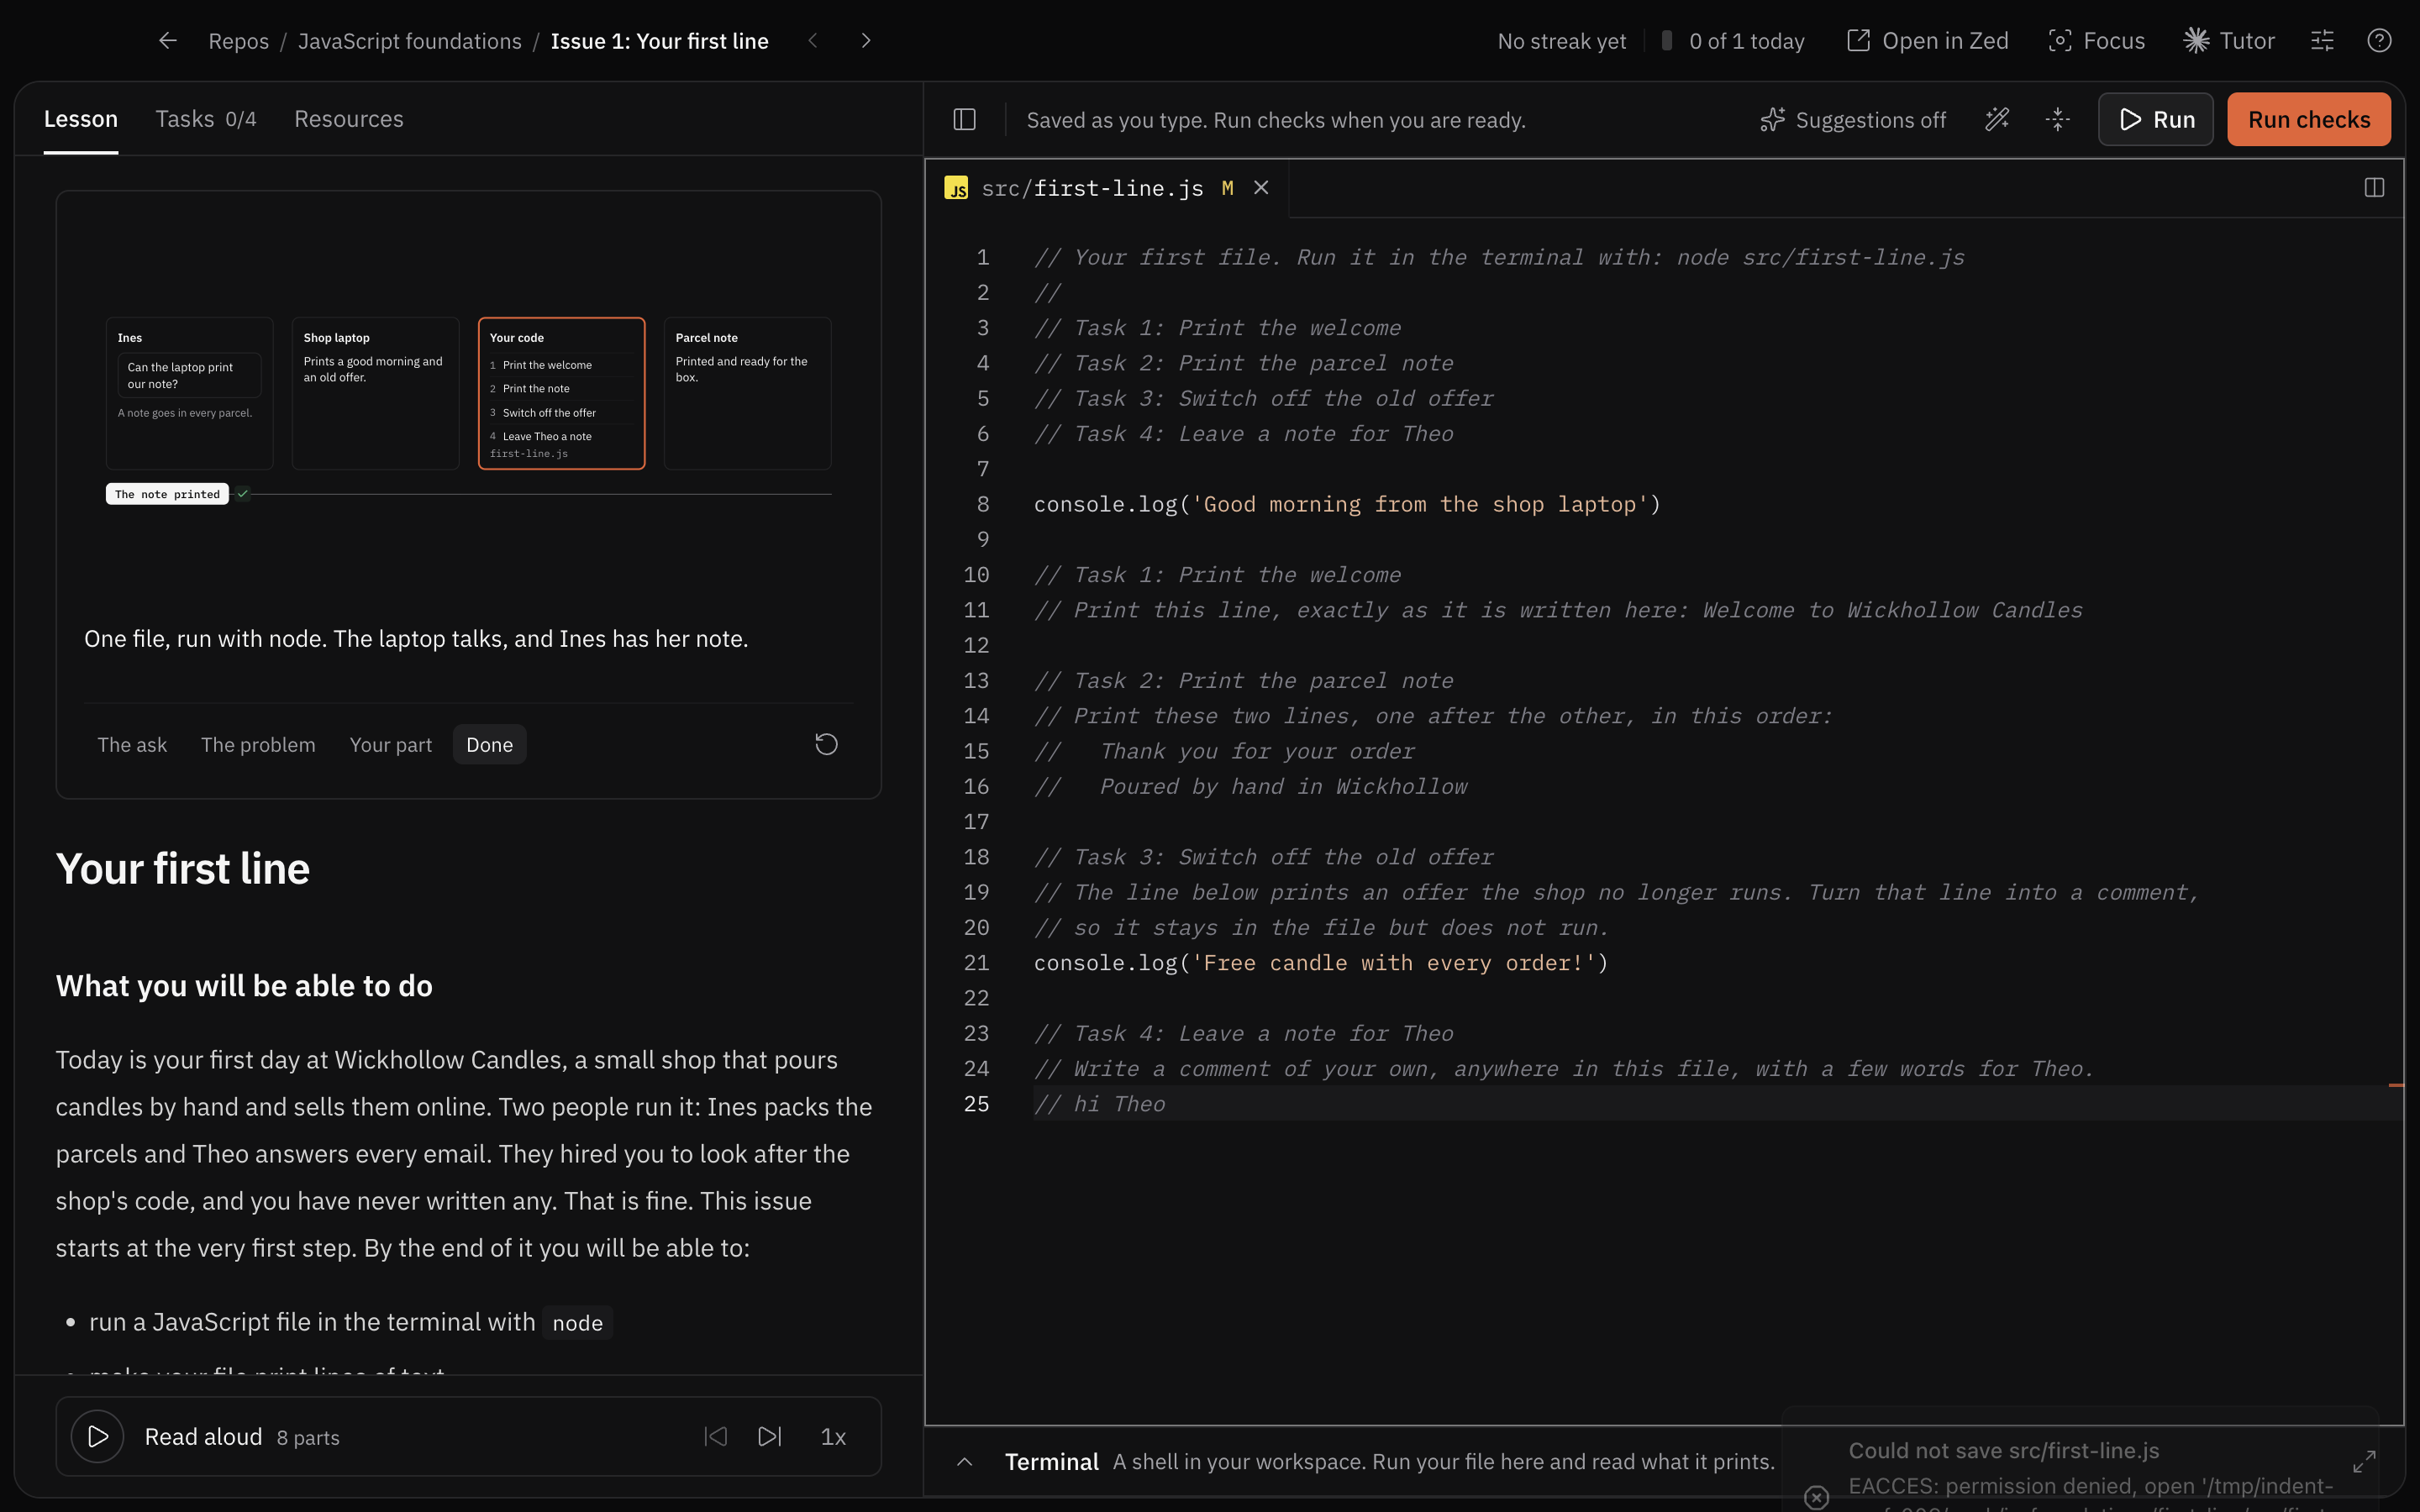 Repos / JavaScript foundations / Issue 1: Your first line
No streak yet
0 of 1 today
Open in Zed
Focus
Tutor
Lesson
Tasks 0/4
Resources
Ines
Can the laptop print
our note?
A note goes in every parcel.
Shop laptop
Prints a good morning and
an old offer.
Your code
1 Print the welcome
2 Print the note
3 Switch off the offer
4 Leave Theo a note
first-line.js
Parcel note
Printed and ready for the
box.
The note printed
One file, run with node. The laptop talks, and Ines has her note.
The ask
The problem
Your part
Done
Your first line
What you will be able to do
Today is your first day at Wickhollow Candles, a small shop that pours
candles by hand and sells them online. Two people run it: Ines packs the
parcels and Theo answers every email. They hired you to look after the
shop's code, and you have never written any. That is fine. This issue
starts at the very first step. By the end of it you will be able to:
• run a JavaScript file in the terminal with node
• make your file print lines of text
Read aloud 8 parts
1x
Saved as you type. Run checks when you are ready.
Suggestions off
Run
Run checks
JS src/first-line.js M
1 // Your first file. Run it in the terminal with: node src/first-line.js
2 //
3 // Task 1: Print the welcome
4 // Task 2: Print the parcel note
5 // Task 3: Switch off the old offer
6 // Task 4: Leave a note for Theo
7
8 console.log('Good morning from the shop laptop')
9
10 // Task 1: Print the welcome
11 // Print this line, exactly as it is written here: Welcome to Wickhollow Candles
12
13 // Task 2: Print the parcel note
14 // Print these two lines, one after the other, in this order:
15 //   Thank you for your order
16 //   Poured by hand in Wickhollow
17
18 // Task 3: Switch off the old offer
19 // The line below prints an offer the shop no longer runs. Turn that line into a comment,
20 // so it stays in the file but does not run.
21 console.log('Free candle with every order!')
22
23 // Task 4: Leave a note for Theo
24 // Write a comment of your own, anywhere in this file, with a few words for Theo.
25 // hi Theo
Terminal A shell in your workspace. Run your file here and read what it prints.
Could not save src/first-line.js
EACCES: permission denied, open '/tmp/indent-